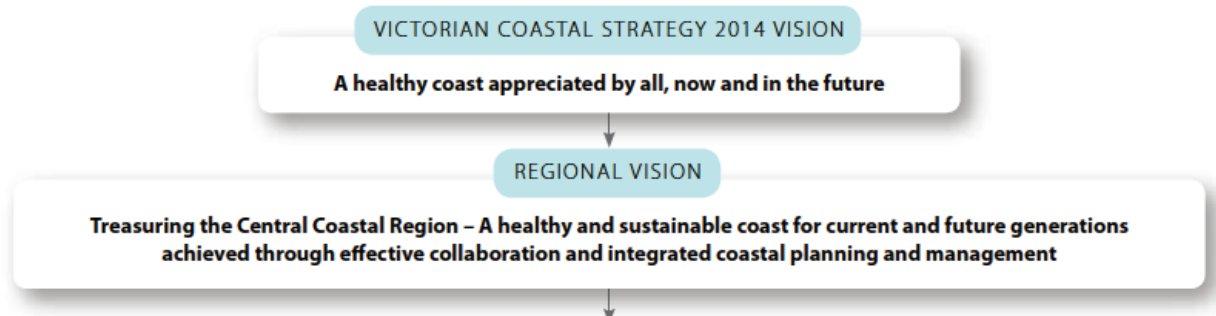 VICTORIAN COASTAL STRATEGY 2014 VISION
A healthy coast appreciated by all, now and in the future
REGIONAL VISION
Treasuring the Central Coastal Region – A healthy and sustainable coast for current and future generations
achieved through effective collaboration and integrated coastal planning and management